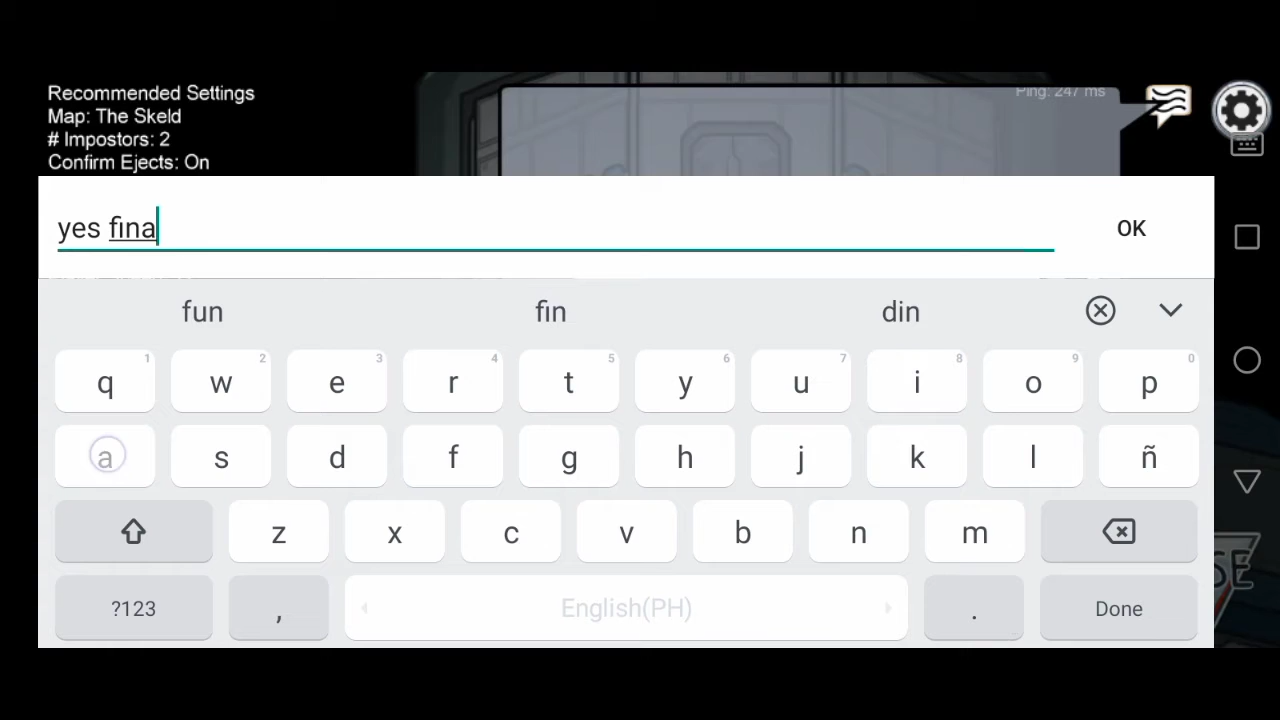 Recommended Settings
Map: The Skeld
# Impostors: 2
Confirm Ejects: On
Ping: 247 ms
yes fina
OK
fun fin din
q 1 w 2 e 3 r 4 t 5 y 6 u 7 i 8 o 9 p 0
a s d f g h j k l ñ
z x c v b n m
?123 , English(PH) . Done